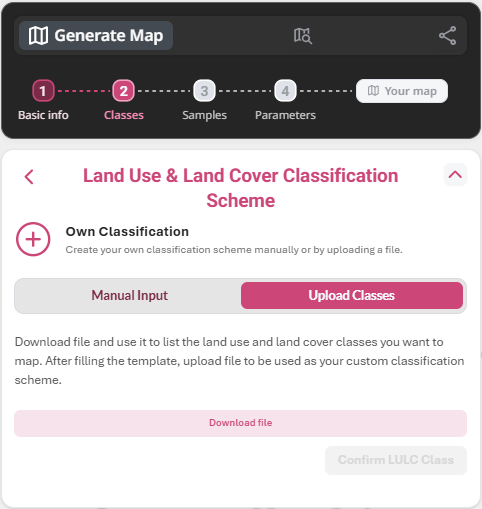 Generate Map
1
2
3
4
Your map
Basic info
Classes
Samples
Parameters
Land Use & Land Cover Classification
Scheme
Own Classification
Create your own classification scheme manually or by uploading a file.
Manual Input
Upload Classes
Download file and use it to list the land use and land cover classes you want to
map. After filling the template, upload file to be used as your custom classification
scheme.
Download file
Confirm LULC Class